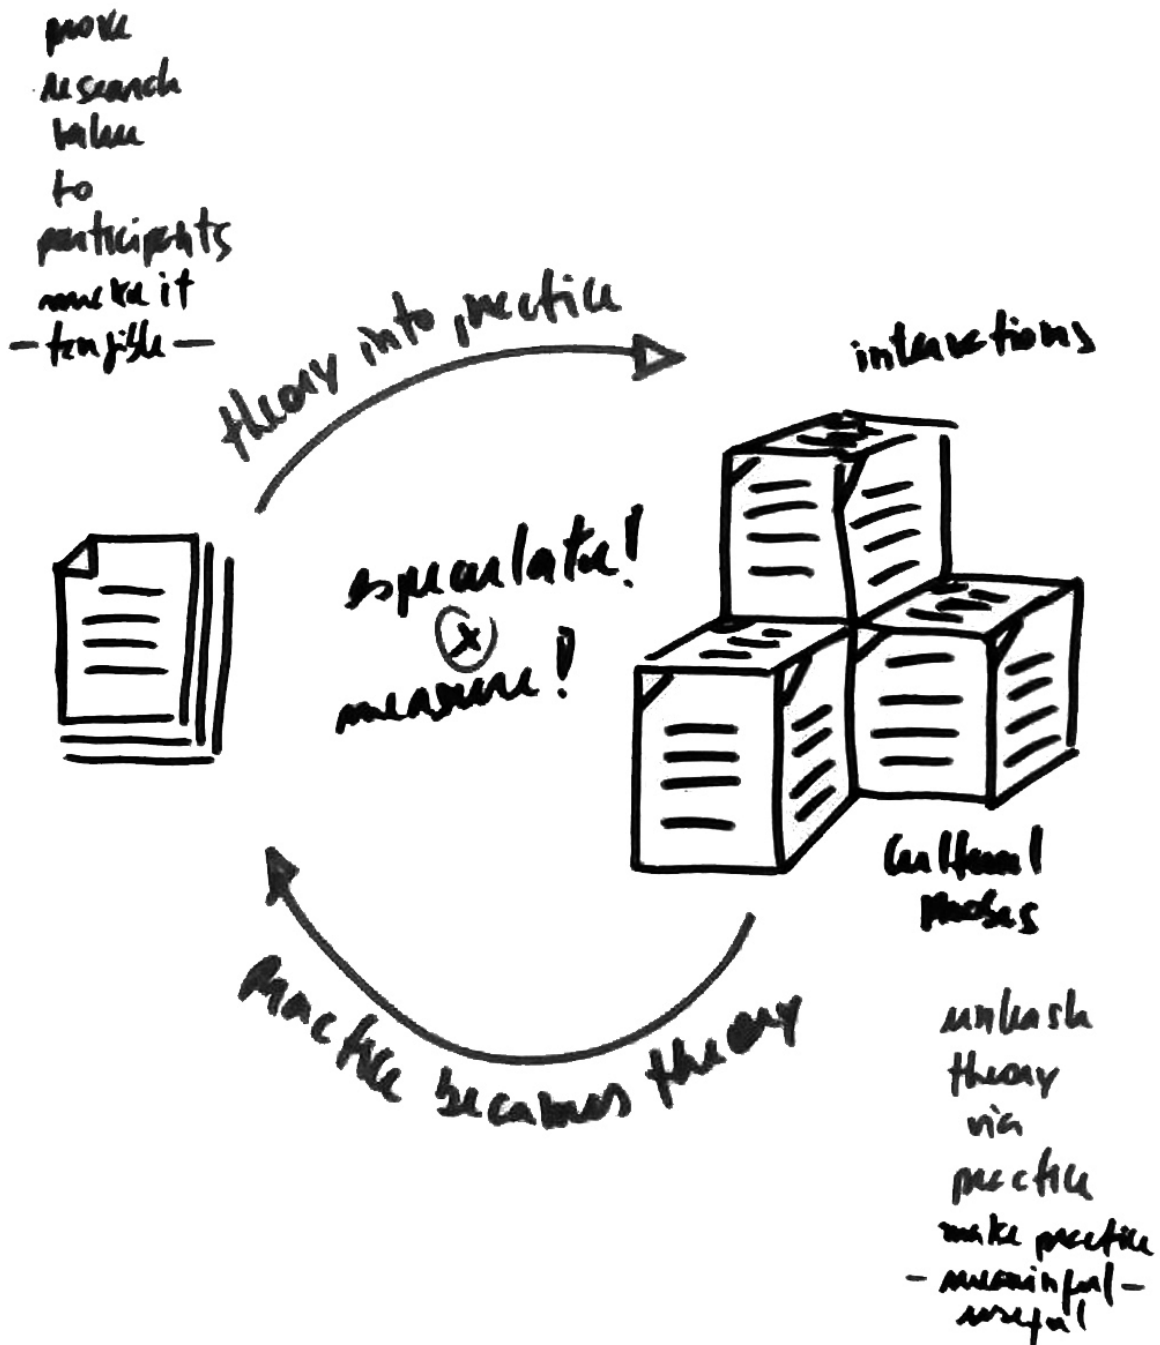 prove
research
value
to
participants
make it
- tangible -
theory into practice
interactions
speculate!
x
measure!
cultural
probes
practice becomes theory
unleash
theory
via
practice
make practice
- meaninful -
useful